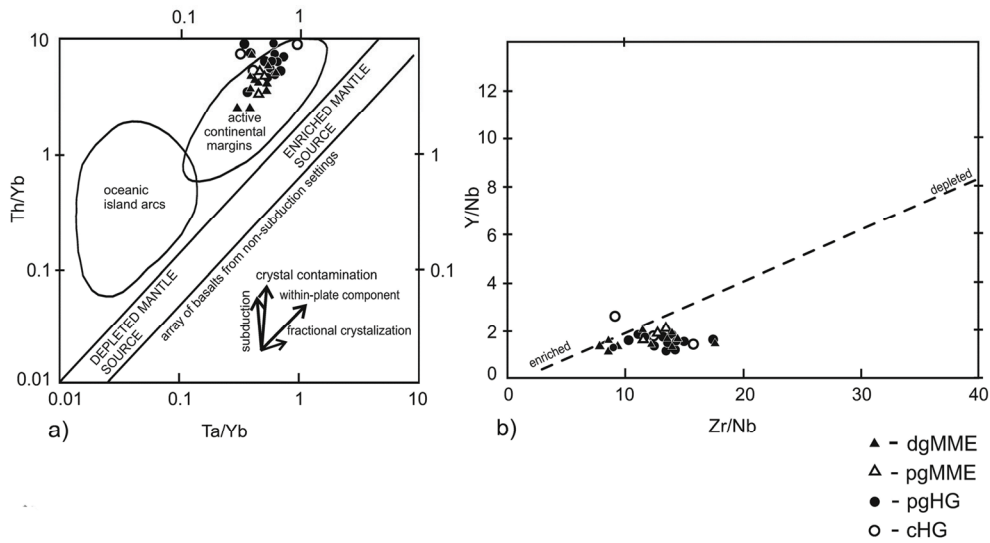 0.1
1
10
1
0.1
0.01
Th/Yb
1
0.1
0.01
0.1
1
10
Ta/Yb
a)
oceanic
island arcs
active
continental
margins
ENRICHED MANTLE
SOURCE
DEPLETED MANTLE
SOURCE
array of basalts from non-subduction settings
crystal contamination
within-plate component
fractional crystalization
subduction
12
10
8
6
4
2
0
Y/Nb
0
10
20
30
40
Zr/Nb
b)
enriched
depleted
- dgMME
- pgMME
- pgHG
- cHG